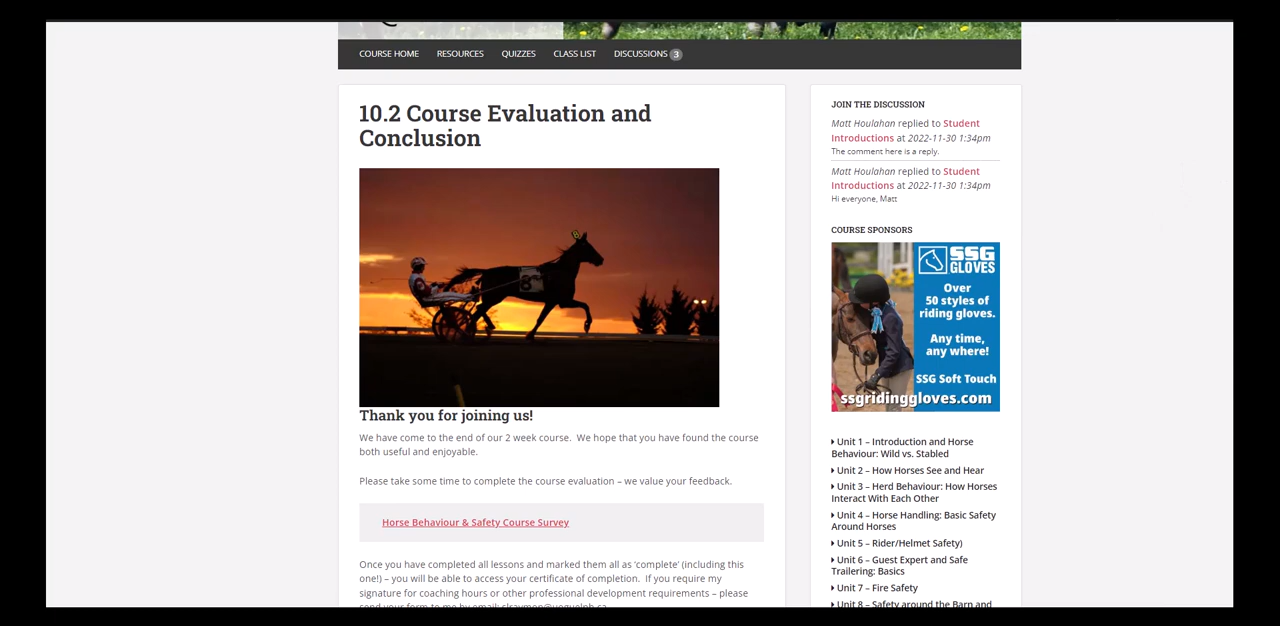 COURSE HOME RESOURCES QUIZZES CLASS LIST DISCUSSIONS 3
10.2 Course Evaluation and
Conclusion
Thank you for joining us!
We have come to the end of our 2 week course. We hope that you have found the course
both useful and enjoyable.
Please take some time to complete the course evaluation – we value your feedback.
Horse Behaviour & Safety Course Survey
Once you have completed all lessons and marked them all as ‘complete’ (including this
one!) – you will be able to access your certificate of completion. If you require my
signature for coaching hours or other professional development requirements – please
send your form to me by email:
JOIN THE DISCUSSION
Matt Houlahan replied to Student
Introductions at 2022-11-30 1:34pm
The comment here is a reply.
Matt Houlahan replied to Student
Introductions at 2022-11-30 1:34pm
Hi everyone, Matt
COURSE SPONSORS
SSG
GLOVES
Over
50 styles of
riding gloves.
Any time,
any where!
SSG Soft Touch
ssgridinggloves.com
Unit 1 – Introduction and Horse
Behaviour: Wild vs. Stabled
Unit 2 – How Horses See and Hear
Unit 3 – Herd Behaviour: How Horses
Interact With Each Other
Unit 4 – Horse Handling: Basic Safety
Around Horses
Unit 5 – Rider/Helmet Safety)
Unit 6 – Guest Expert and Safe
Trailering: Basics
Unit 7 – Fire Safety
Unit 8 – Safety around the Barn and